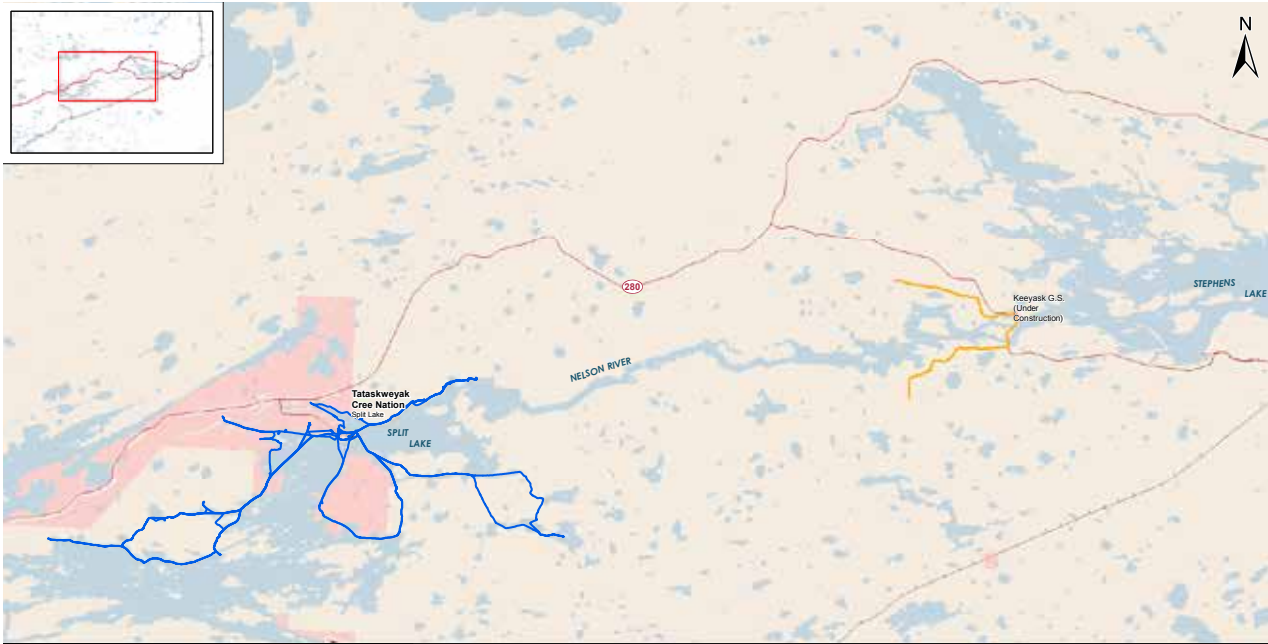 N
280
STEPHENS
LAKE
Keeyask G.S.
(Under
Construction)
NELSON RIVER
Tataskweyak
Cree Nation
Split Lake
SPLIT
LAKE